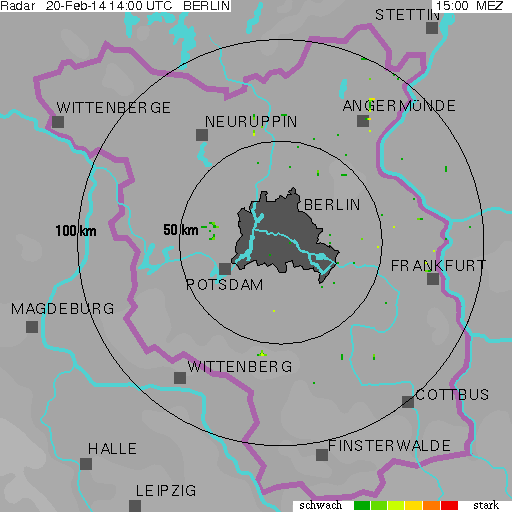 Radar 20-Feb-14 14:00 UTC BERLIN 15:00 MEZ
STETTIN
WITTENBERGE
ANGERMÜNDE
NEURUPPIN
BERLIN
100 km
50 km
FRANKFURT
POTSDAM
MAGDEBURG
WITTENBERG
COTTBUS
HALLE
FINSTERWALDE
LEIPZIG
schwach stark